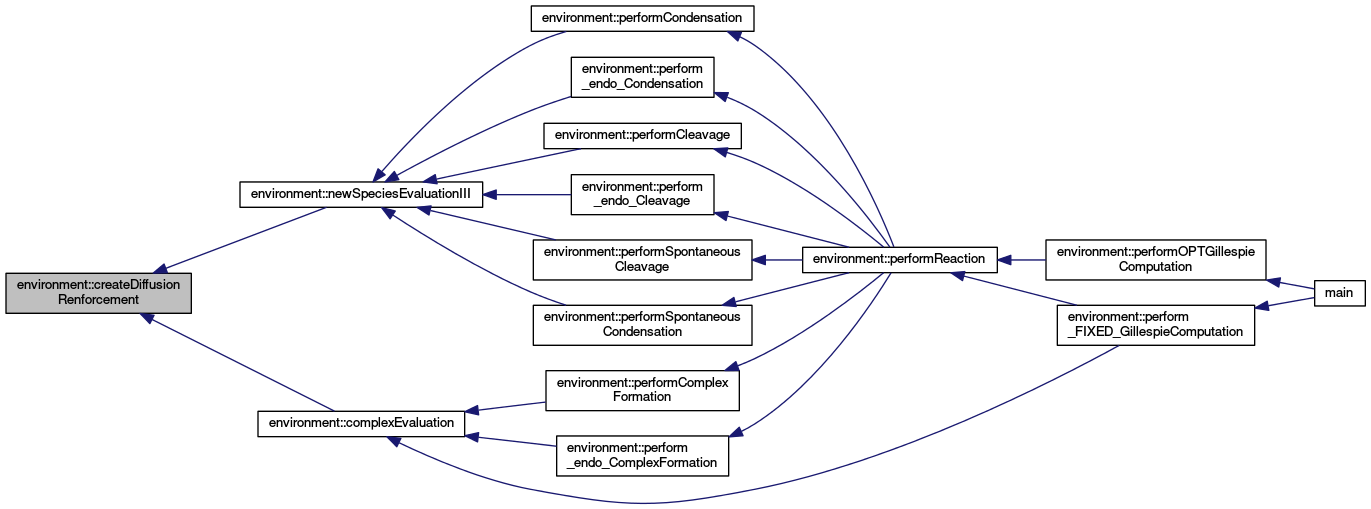 environment::performCondensation
environment::perform
_endo_Condensation
environment::performCleavage
environment::newSpeciesEvaluationIII
environment::perform
_endo_Cleavage
environment::performSpontaneous
Cleavage
environment::performReaction
environment::performOPTGillespie
Computation
environment::createDiffusion
Renforcement
main
environment::performSpontaneous
Condensation
environment::perform
_FIXED_GillespieComputation
environment::performComplex
Formation
environment::complexEvaluation
environment::perform
_endo_ComplexFormation